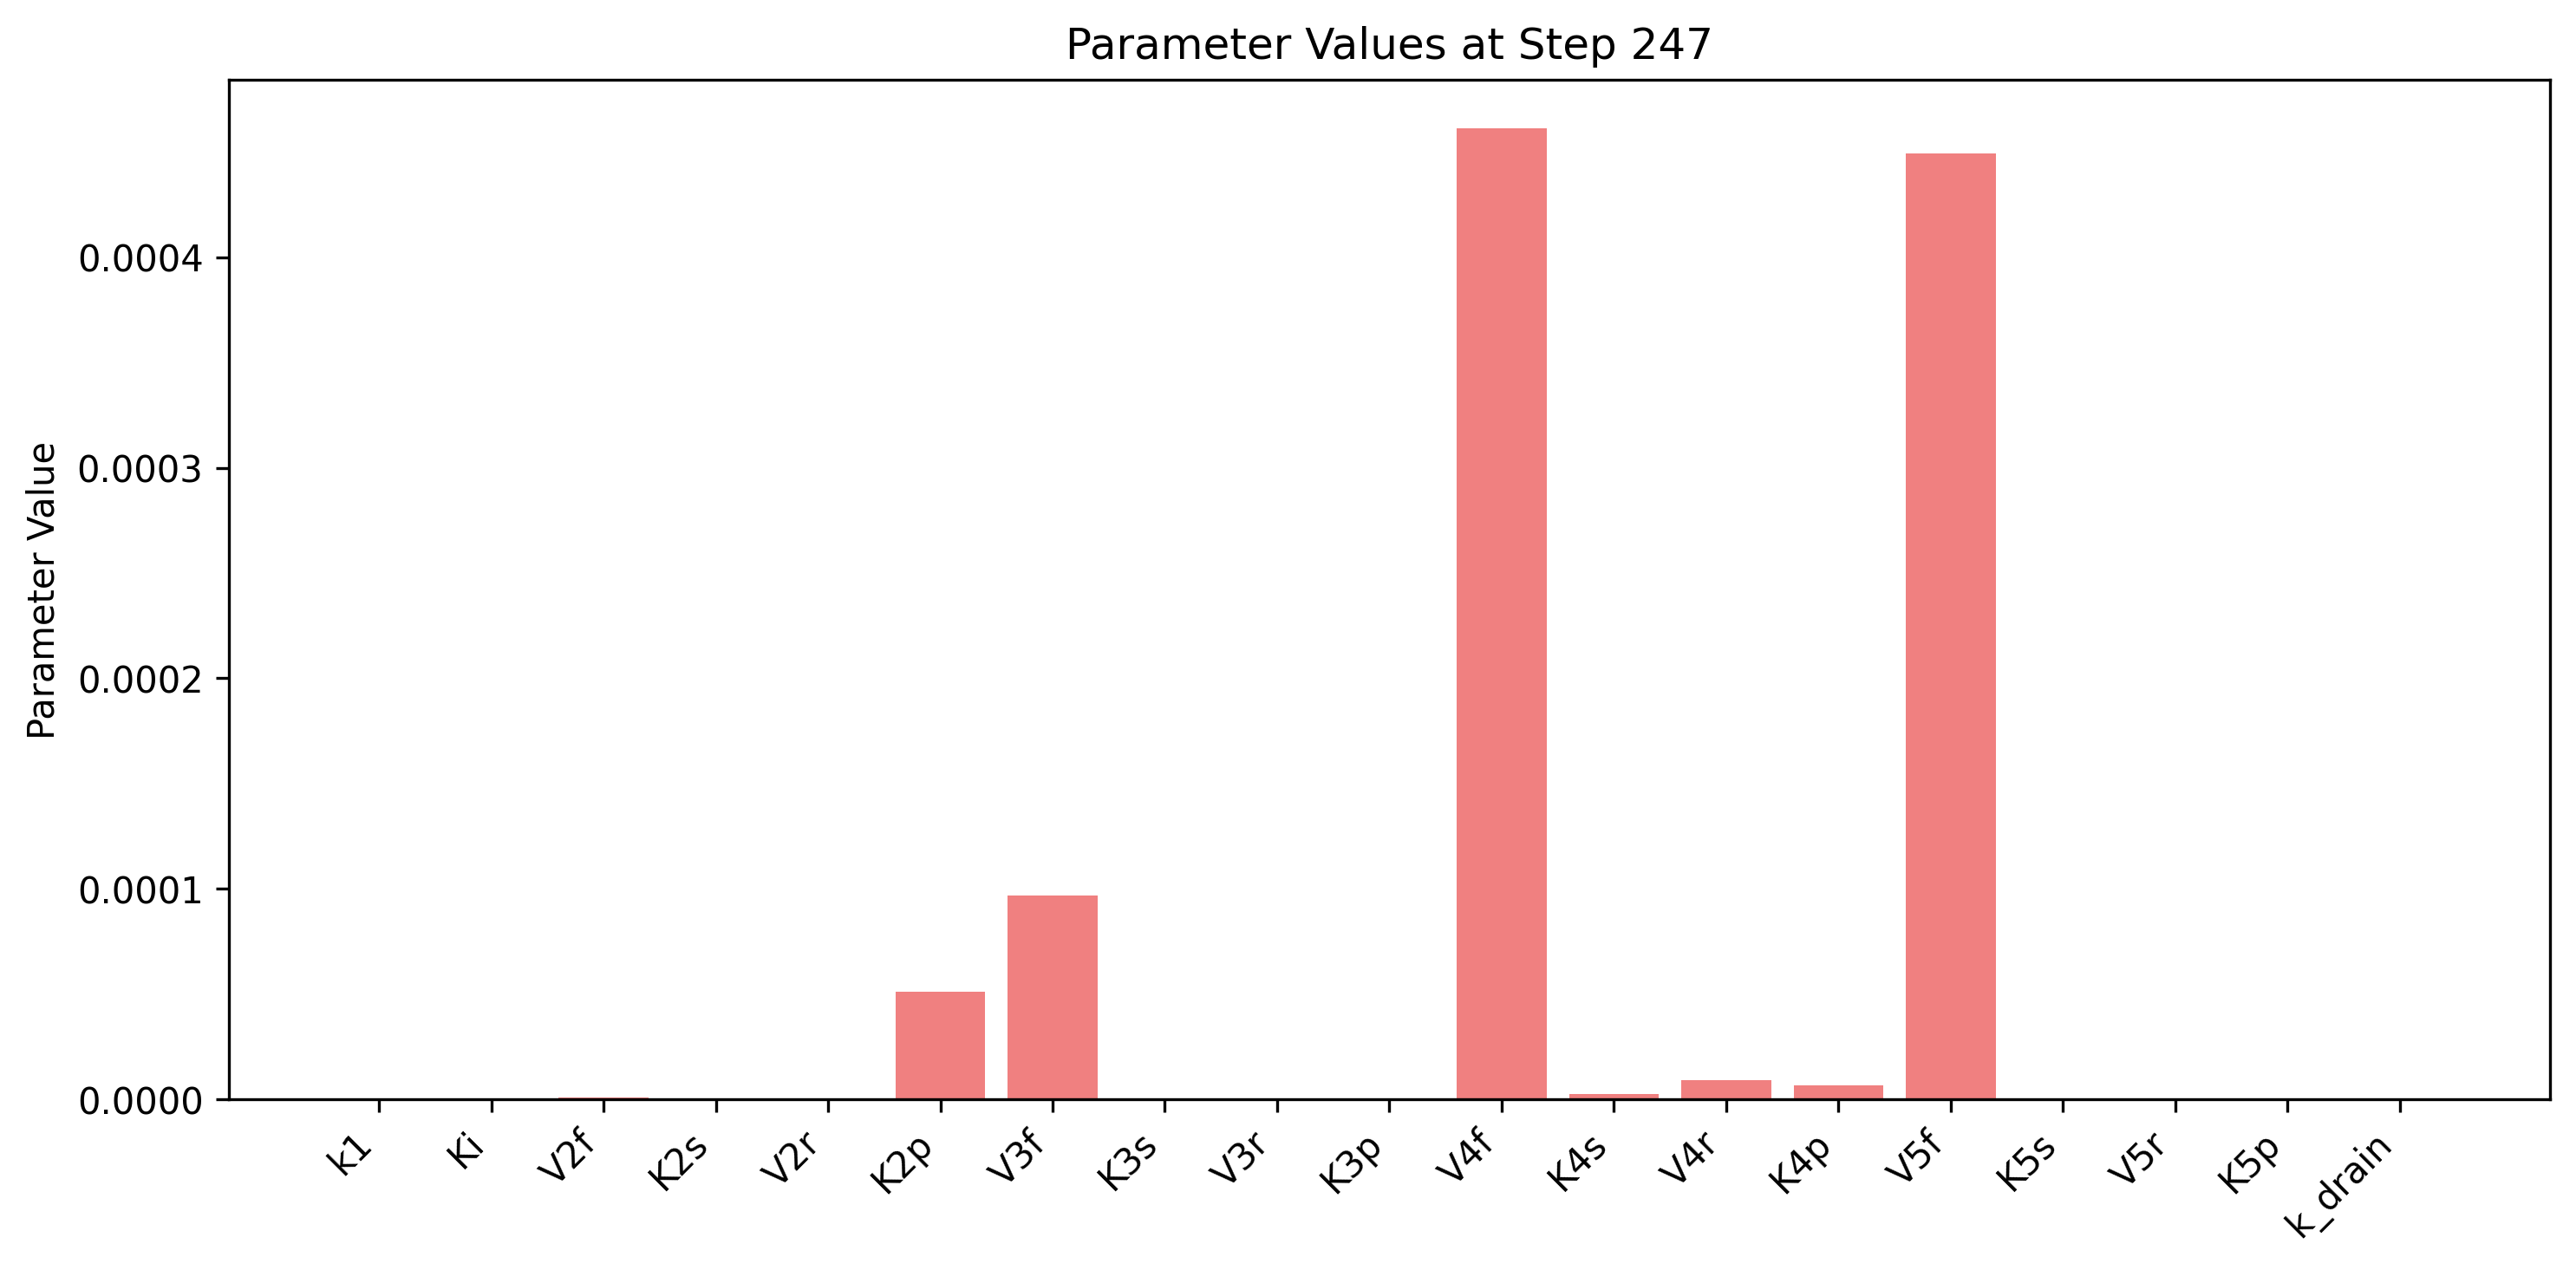 Parameter Values at Step 247
Parameter Value
0.0004
0.0003
0.0002
0.0001
0.0000
k1
Ki
V2f
K2s
V2r
K2p
V3f
K3s
V3r
K3p
V4f
K4s
V4r
K4p
V5f
K5s
V5r
K5p
k_drain